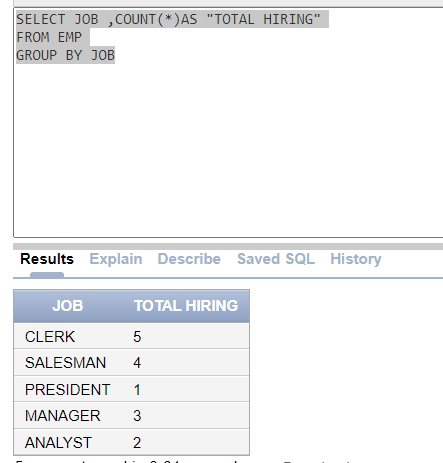 SELECT JOB ,COUNT(*)AS "TOTAL HIRING"
FROM EMP
GROUP BY JOB
Results Explain Describe Saved SQL History
JOB TOTAL HIRING
CLERK 5
SALESMAN 4
PRESIDENT 1
MANAGER 3
ANALYST 2